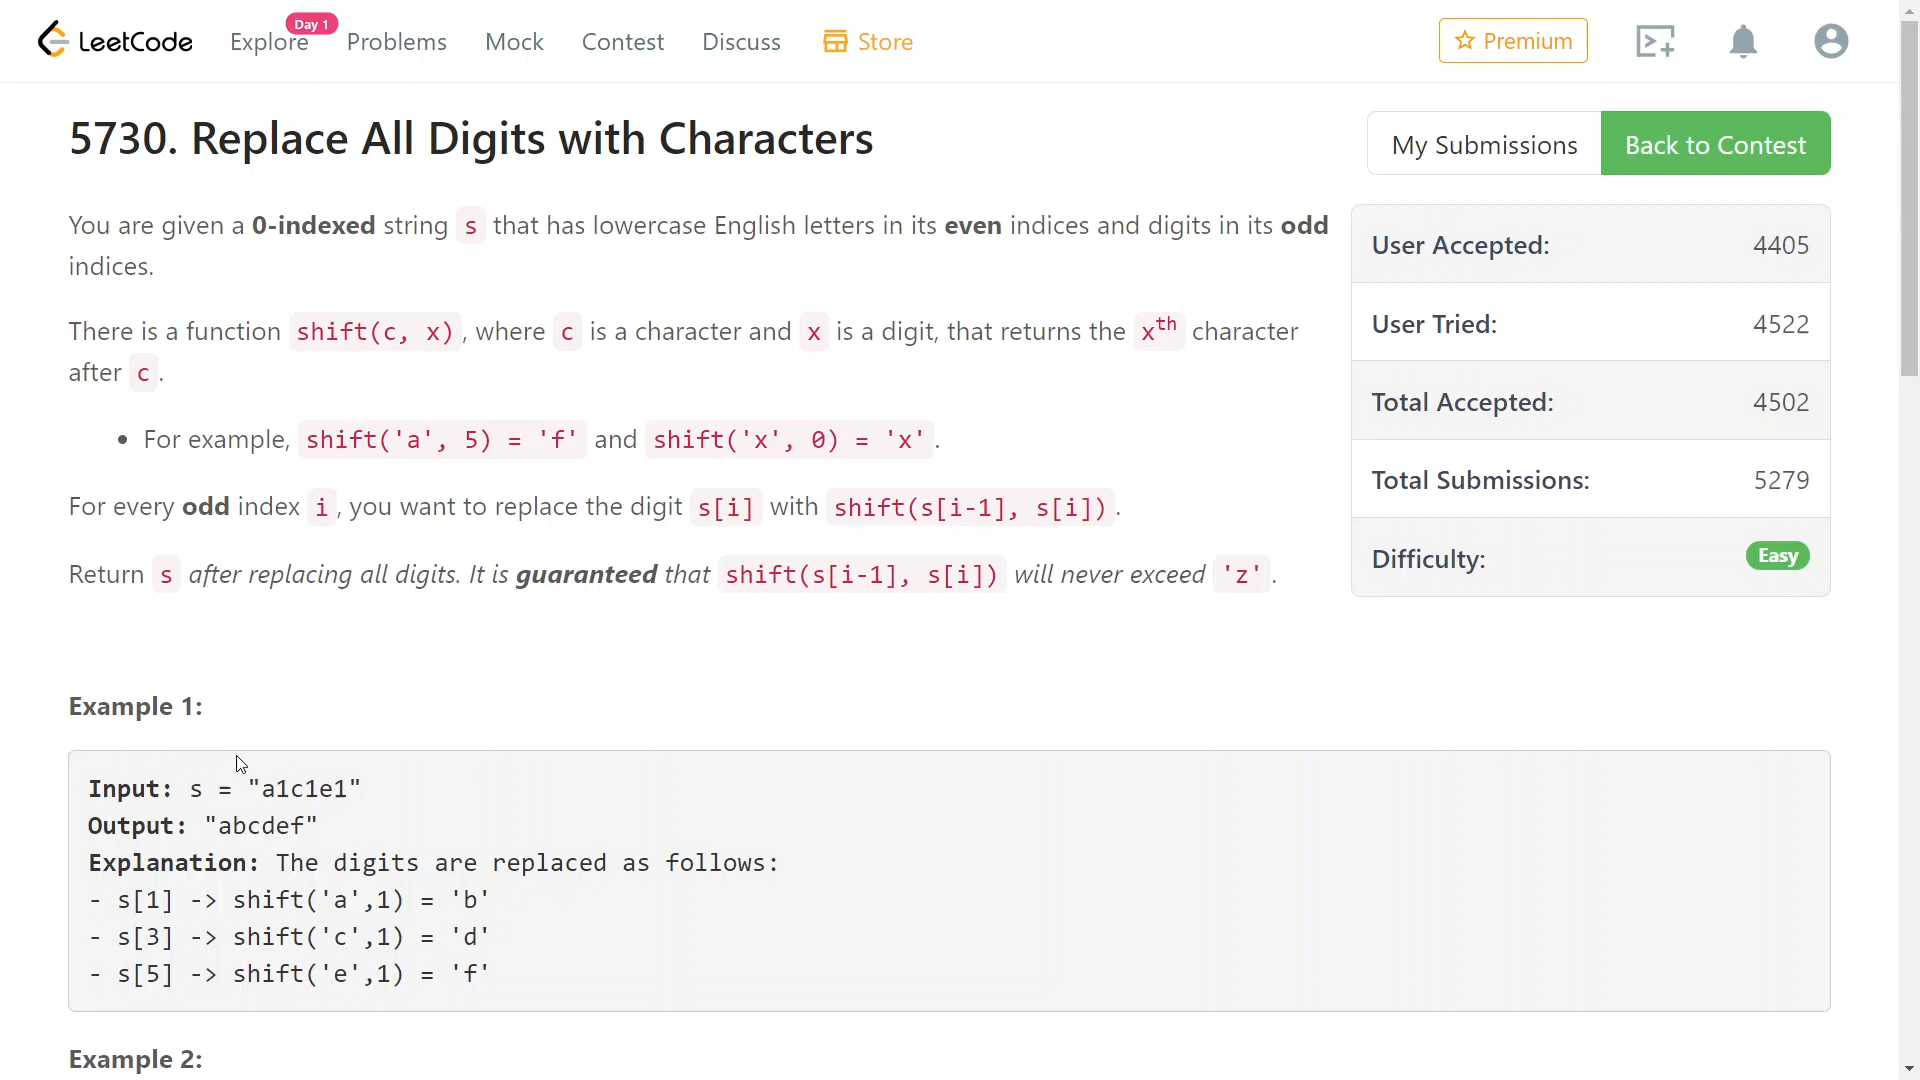 LeetCode Explore Day 1 Problems Mock Contest Discuss Store Premium
5730. Replace All Digits with Characters
My Submissions Back to Contest
You are given a 0-indexed string s that has lowercase English letters in its even indices and digits in its odd
indices.
There is a function shift(c, x), where c is a character and x is a digit, that returns the xth character
after c.
• For example, shift('a', 5) = 'f' and shift('x', 0) = 'x'.
For every odd index i, you want to replace the digit s[i] with shift(s[i-1], s[i]).
Return s after replacing all digits. It is guaranteed that shift(s[i-1], s[i]) will never exceed 'z'.
User Accepted: 4405
User Tried: 4522
Total Accepted: 4502
Total Submissions: 5279
Difficulty: Easy
Example 1:
Input: s = "a1c1e1"
Output: "abcdef"
Explanation: The digits are replaced as follows:
- s[1] -> shift('a',1) = 'b'
- s[3] -> shift('c',1) = 'd'
- s[5] -> shift('e',1) = 'f'
Example 2: